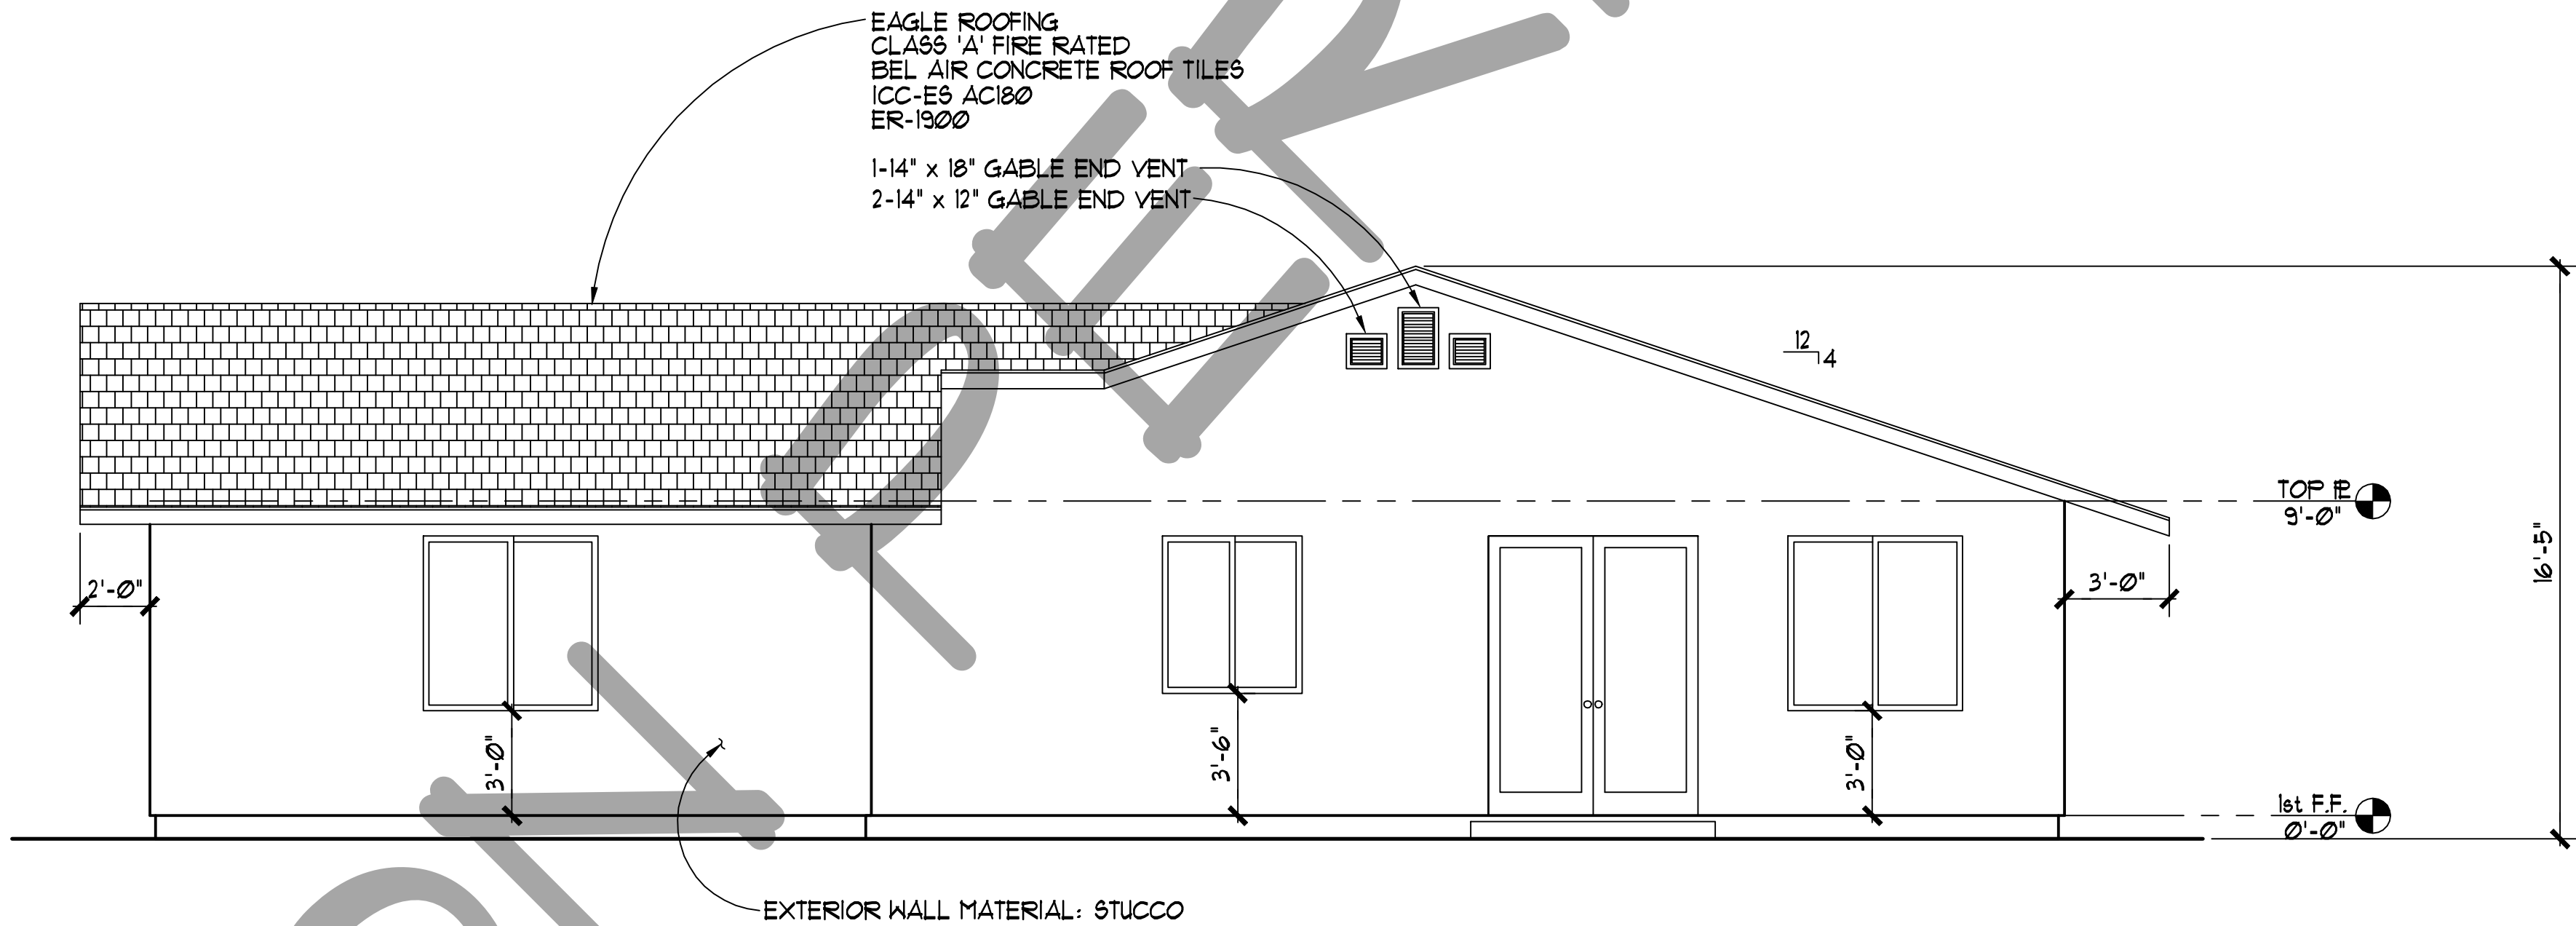 EAGLE ROOFING
CLASS 'A' FIRE RATED
BEL AIR CONCRETE ROOF TILES
ICC-ES AC180
ER-1900
1-14" x 18" GABLE END VENT
2-14" x 12" GABLE END VENT
12
4
TOP PL
9'-0"
16'-5"
2'-0"
3'-0"
3'-0"
3'-6"
3'-0"
1st F.F.
0'-0"
EXTERIOR WALL MATERIAL: STUCCO